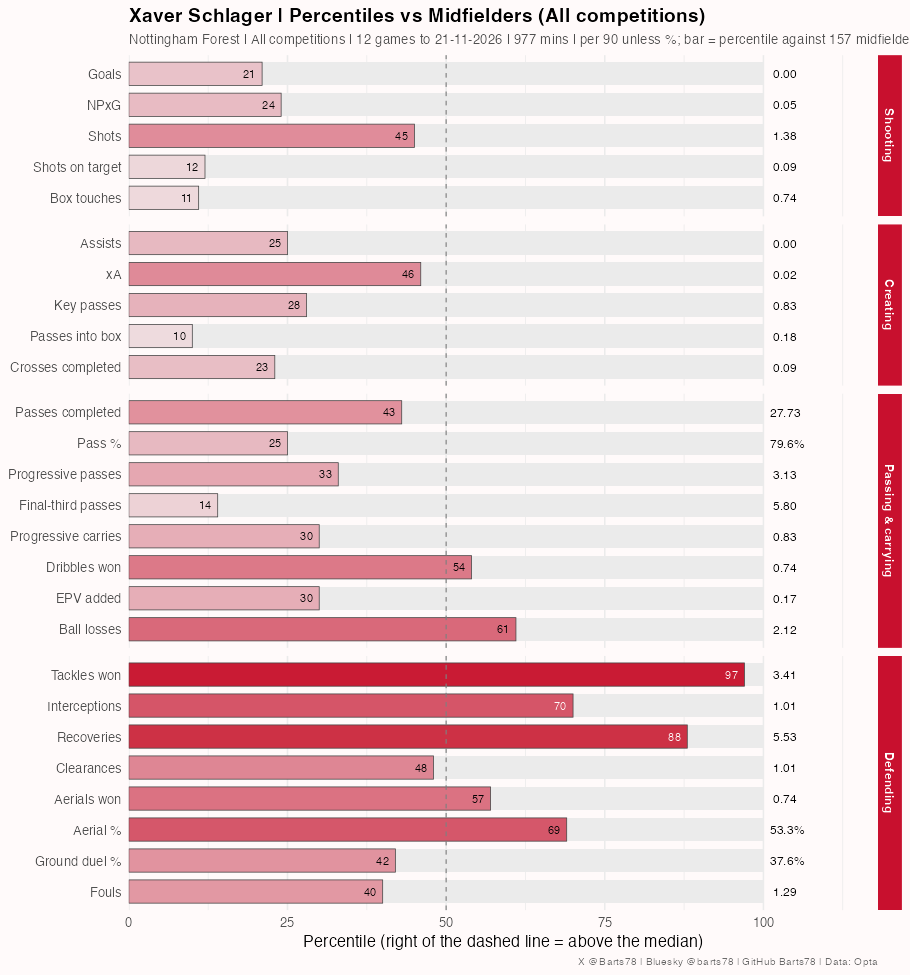 Xaver Schlager | Percentiles vs Midfielders (All competitions)
Nottingham Forest | All competitions | 12 games to 21-11-2026 | 977 mins | per 90 unless %; bar = percentile against 157 midfielde
Shooting
Goals 21 0.00
NPxG 24 0.05
Shots 45 1.38
Shots on target 12 0.09
Box touches 11 0.74
Creating
Assists 25 0.00
xA 46 0.02
Key passes 28 0.83
Passes into box 10 0.18
Crosses completed 23 0.09
Passing & carrying
Passes completed 43 27.73
Pass % 25 79.6%
Progressive passes 33 3.13
Final-third passes 14 5.80
Progressive carries 30 0.83
Dribbles won 54 0.74
EPV added 30 0.17
Ball losses 61 2.12
Defending
Tackles won 97 3.41
Interceptions 70 1.01
Recoveries 88 5.53
Clearances 48 1.01
Aerials won 57 0.74
Aerial % 69 53.3%
Ground duel % 42 37.6%
Fouls 40 1.29
0 25 50 75 100
Percentile (right of the dashed line = above the median)
X @Barts78 | Bluesky @barts78 | GitHub Barts78 | Data: Opta